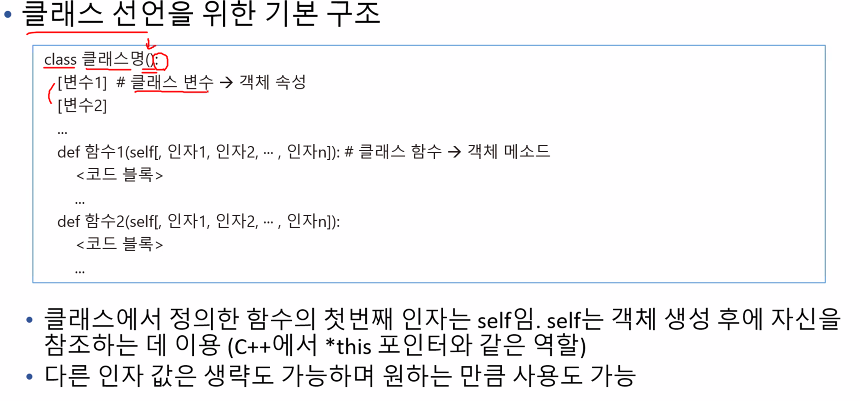 • 클래스 선언을 위한 기본 구조
class 클래스명():
[변수1] # 클래스 변수 → 객체 속성
[변수2]
...
def 함수1(self[, 인자1, 인자2, ··· , 인자n]): # 클래스 함수 → 객체 메소드
<코드 블록>
...
def 함수2(self[, 인자1, 인자2, ··· , 인자n]):
<코드 블록>
...
• 클래스에서 정의한 함수의 첫번째 인자는 self임. self는 객체 생성 후에 자신을
참조하는 데 이용 (C++에서 *this 포인터와 같은 역할)
• 다른 인자 값은 생략도 가능하며 원하는 만큼 사용도 가능